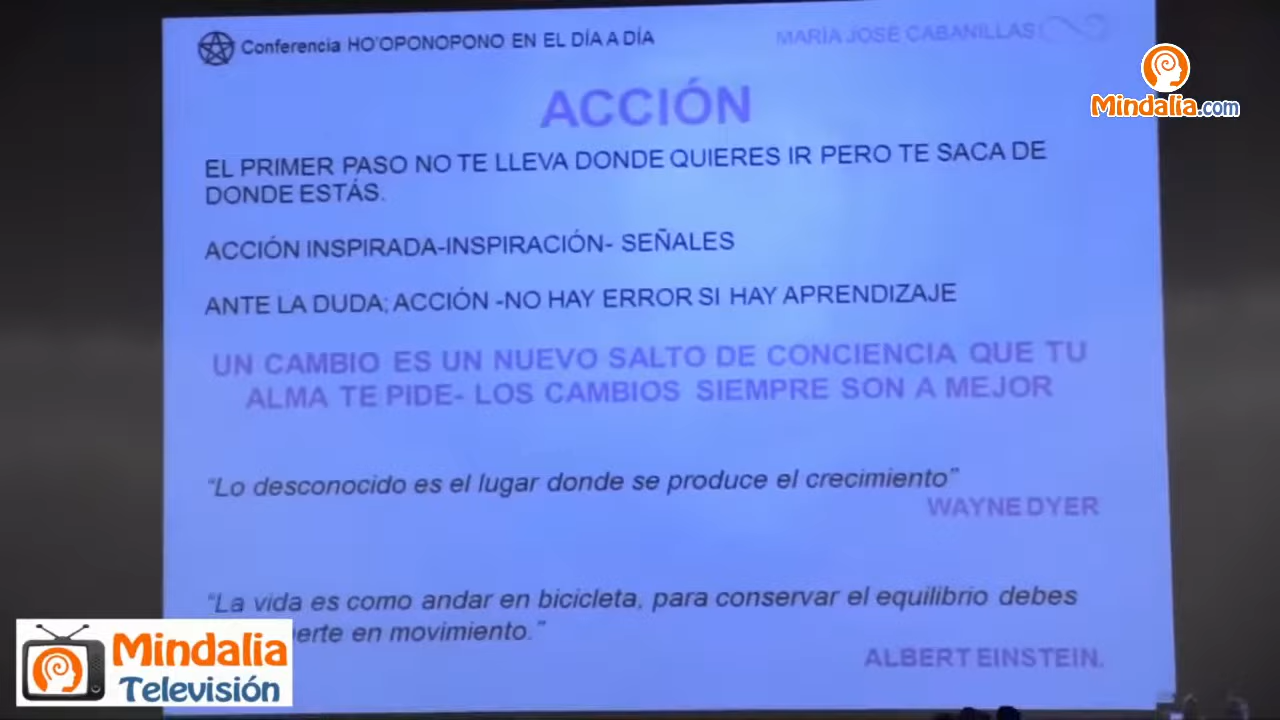 Conferencia HO'OPONOPONO EN EL DÍA A DÍA
MARÍA JOSÉ CABANILLAS
Mindalia.com
ACCIÓN
EL PRIMER PASO NO TE LLEVA DONDE QUIERES IR PERO TE SACA DE
DONDE ESTÁS.
ACCIÓN INSPIRADA-INSPIRACIÓN- SEÑALES
ANTE LA DUDA; ACCIÓN -NO HAY ERROR SI HAY APRENDIZAJE
UN CAMBIO ES UN NUEVO SALTO DE CONCIENCIA QUE TU
ALMA TE PIDE- LOS CAMBIOS SIEMPRE SON A MEJOR
“Lo desconocido es el lugar donde se produce el crecimiento”
WAYNE DYER
“La vida es como andar en bicicleta, para conservar el equilibrio debes
en movimiento.”
ALBERT EINSTEIN.
Mindalia
Televisión